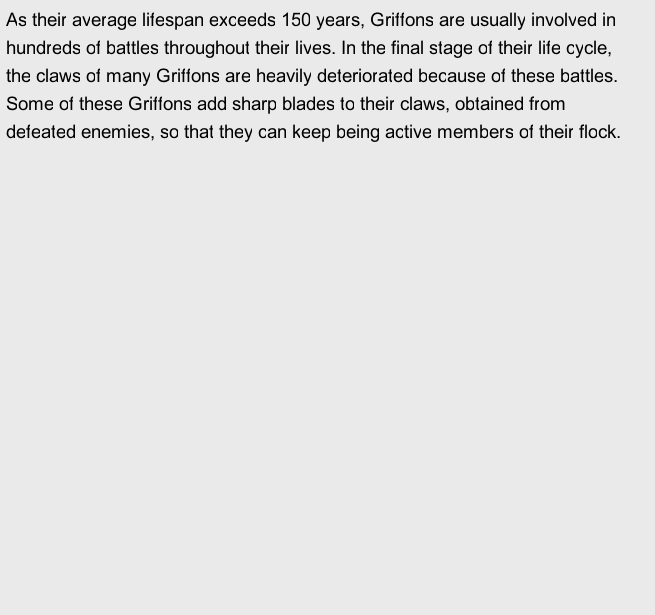 As their average lifespan exceeds 150 years, Griffons are usually involved in
hundreds of battles throughout their lives. In the final stage of their life cycle,
the claws of many Griffons are heavily deteriorated because of these battles.
Some of these Griffons add sharp blades to their claws, obtained from
defeated enemies, so that they can keep being active members of their flock.